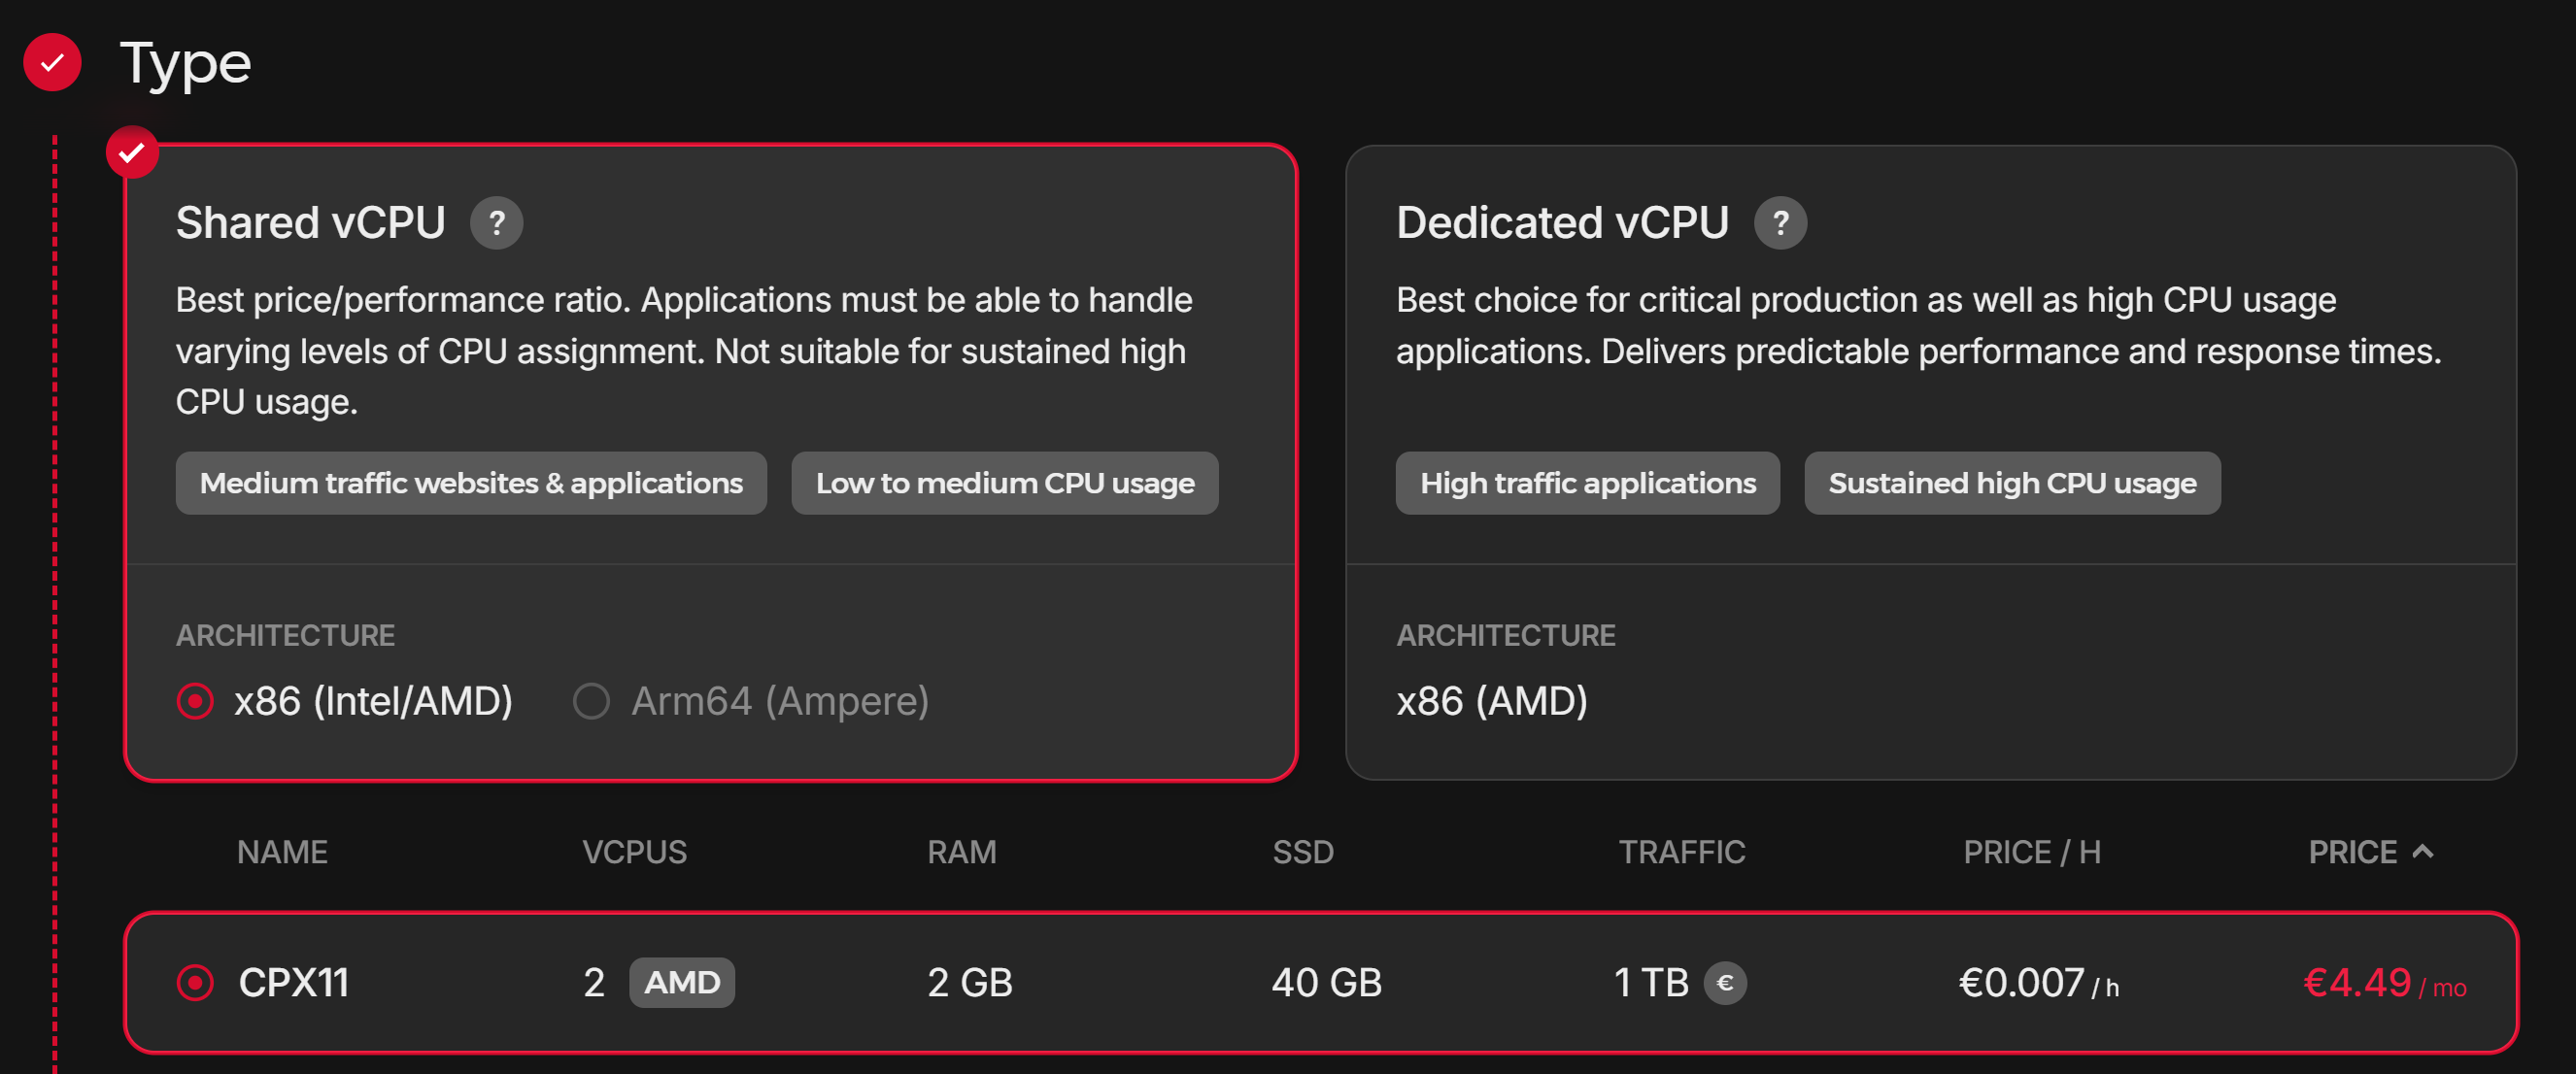 Type
Shared vCPU ?
Best price/performance ratio. Applications must be able to handle
varying levels of CPU assignment. Not suitable for sustained high
CPU usage.
Medium traffic websites & applications Low to medium CPU usage
ARCHITECTURE
x86 (Intel/AMD) Arm64 (Ampere)
Dedicated vCPU ?
Best choice for critical production as well as high CPU usage
applications. Delivers predictable performance and response times.
High traffic applications Sustained high CPU usage
ARCHITECTURE
x86 (AMD)
NAME VCPUS RAM SSD TRAFFIC PRICE / H PRICE
CPX11 2 AMD 2 GB 40 GB 1 TB € €0.007 / h €4.49 / mo